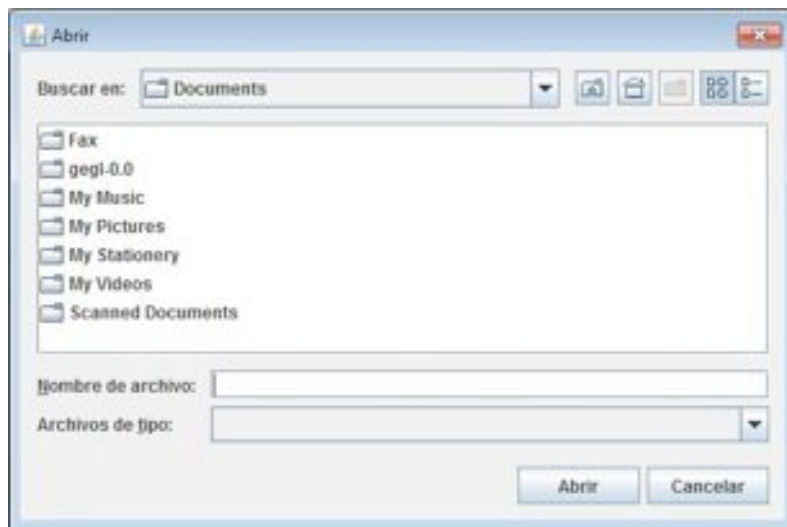 Abrir
Buscar en: Documents
Fax
gegl-0.0
My Music
My Pictures
My Stationery
My Videos
Scanned Documents
Nombre de archivo:
Archivos de tipo:
Abrir Cancelar